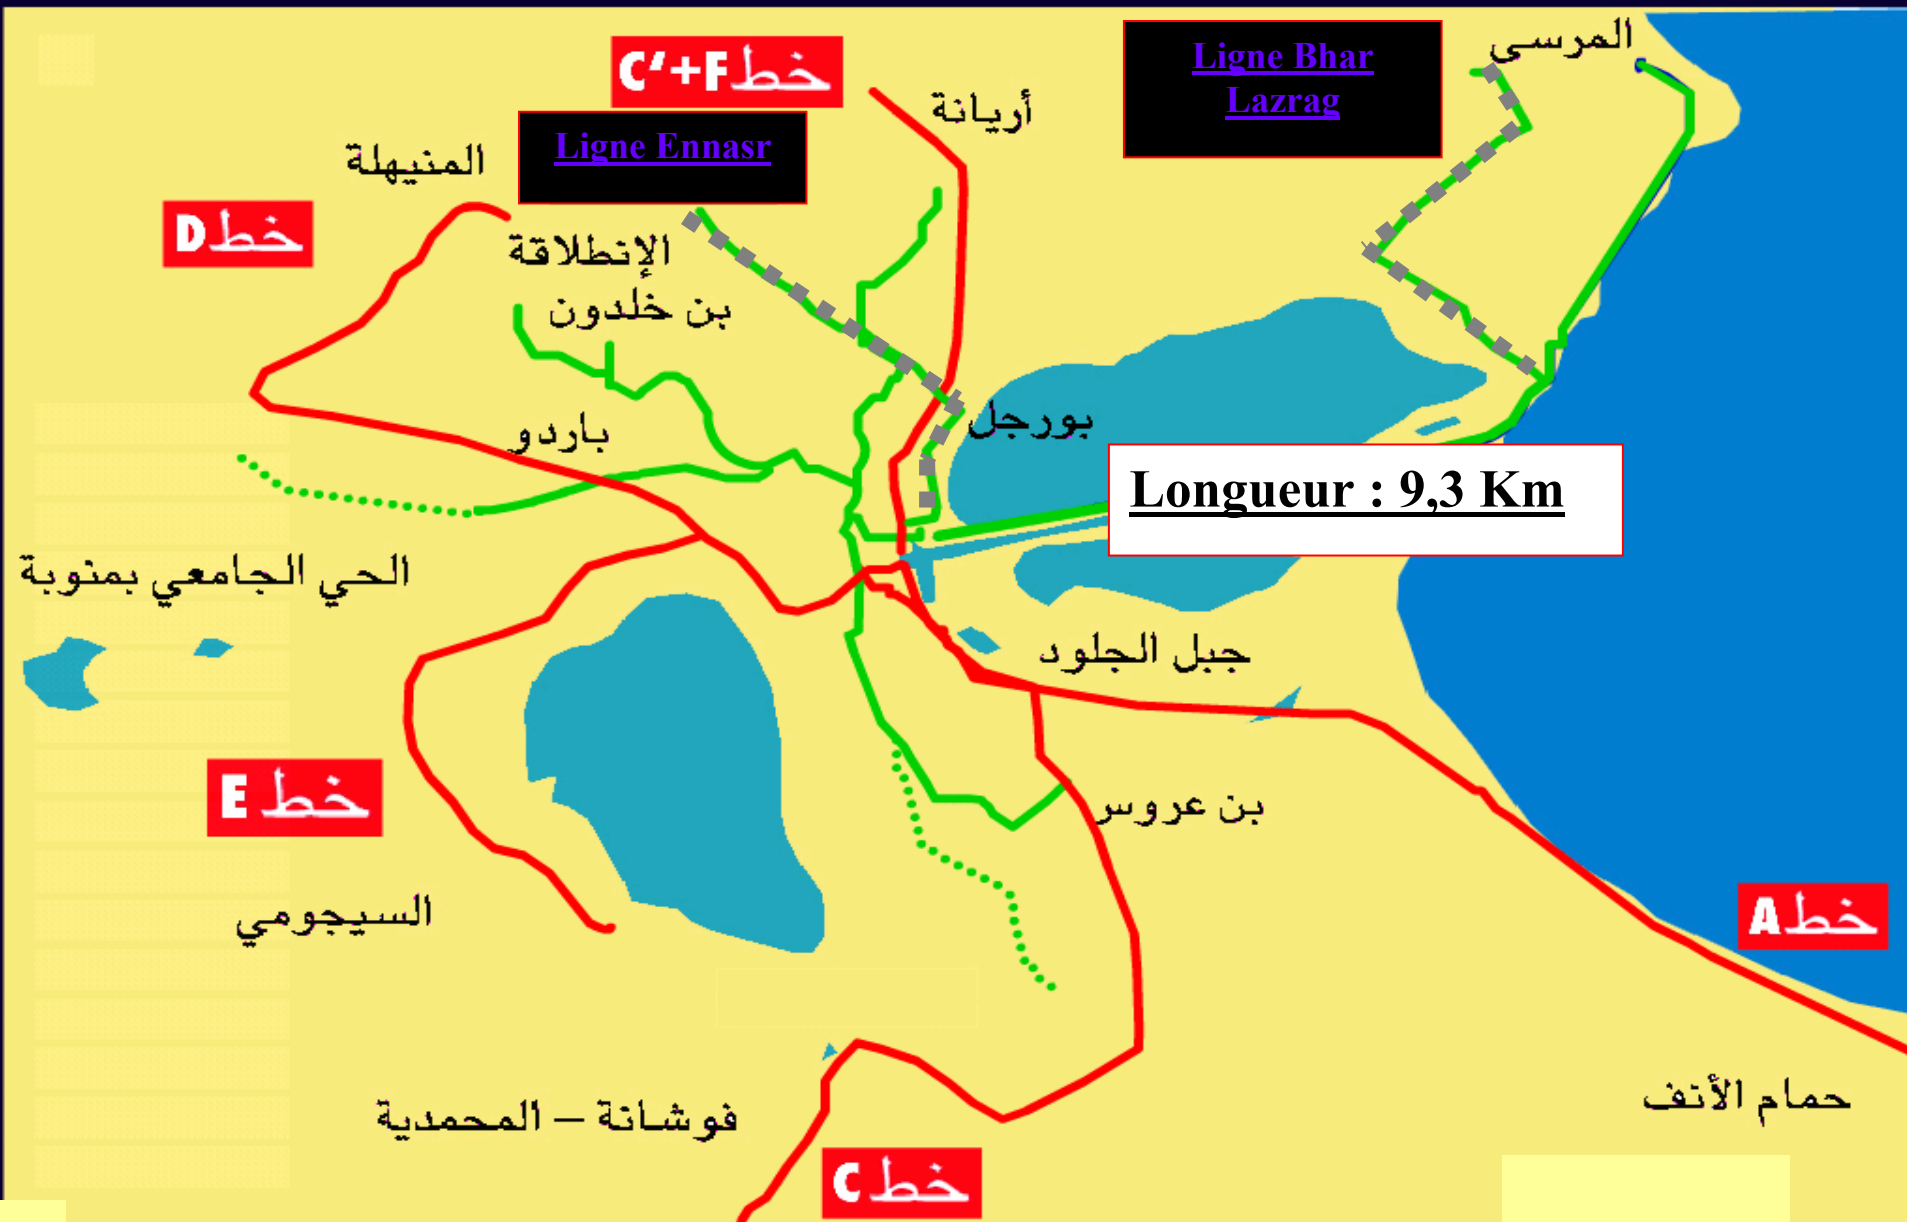 المرسى
Ligne Bhar
Lazrag
خط C’+F
أريانة
Ligne Ennasr
المنيهلة
خط D
الإنطلاقة
بن خلدون
باردو
بورجل
Longueur : 9,3 Km
الحي الجامعي بمنوبة
جبل الجلود
خط E
بن عروس
السيجومي
خط A
حمام الأنف
فوشانة – المحمدية
خط C